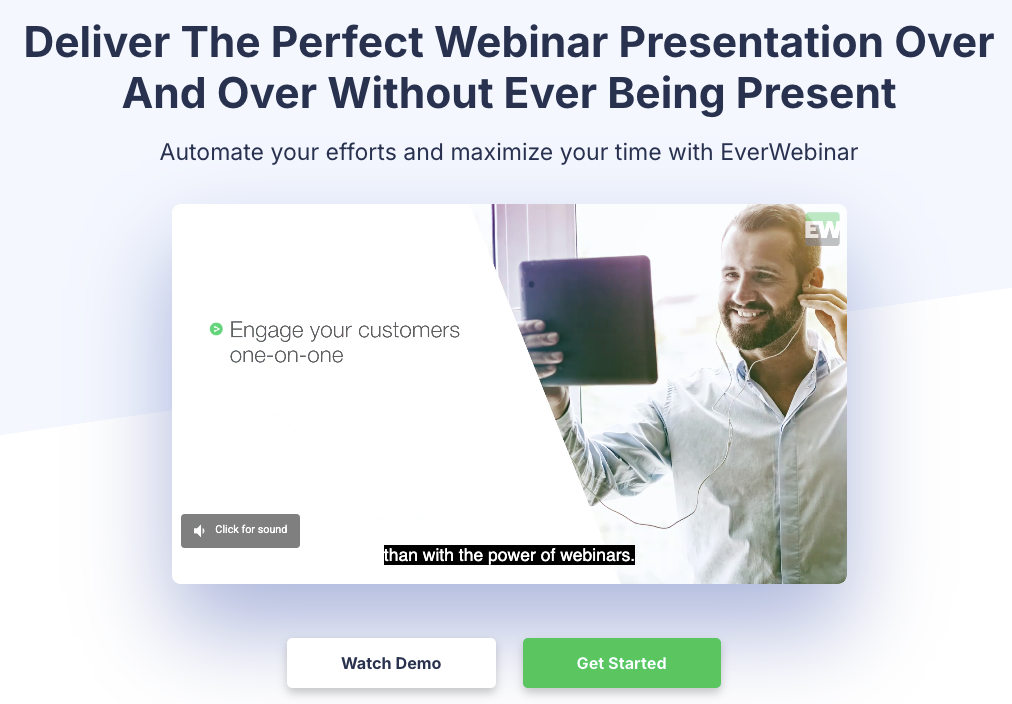 Deliver The Perfect Webinar Presentation Over
And Over Without Ever Being Present
Automate your efforts and maximize your time with EverWebinar
EW
Engage your customers
one-on-one
Click for sound
than with the power of webinars.
Watch Demo
Get Started